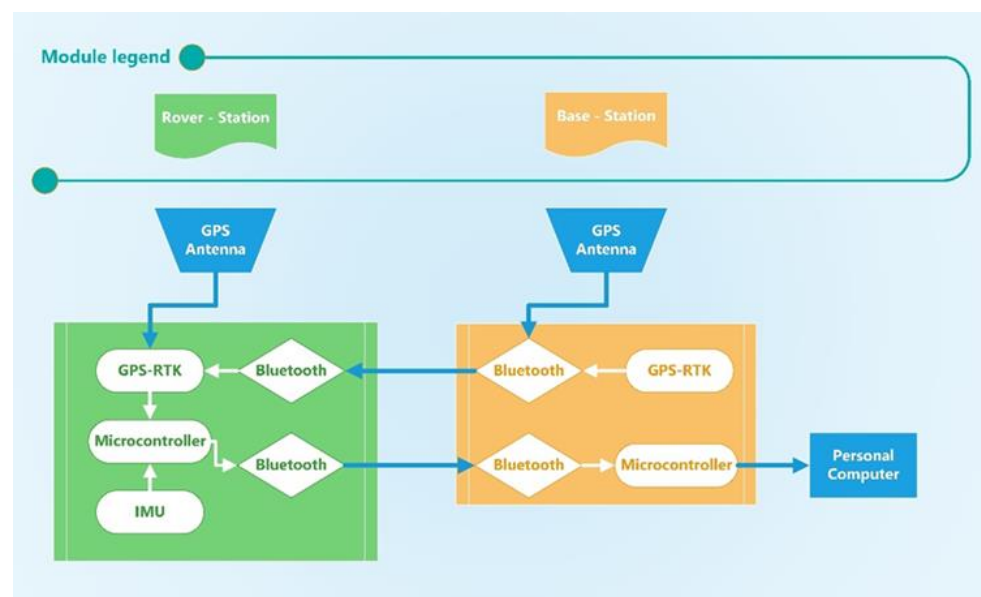 Module legend
Rover - Station
Base - Station
GPS
Antenna
GPS
Antenna
GPS-RTK
Bluetooth
Bluetooth
GPS-RTK
Microcontroller
Bluetooth
Bluetooth
Microcontroller
Personal
Computer
IMU